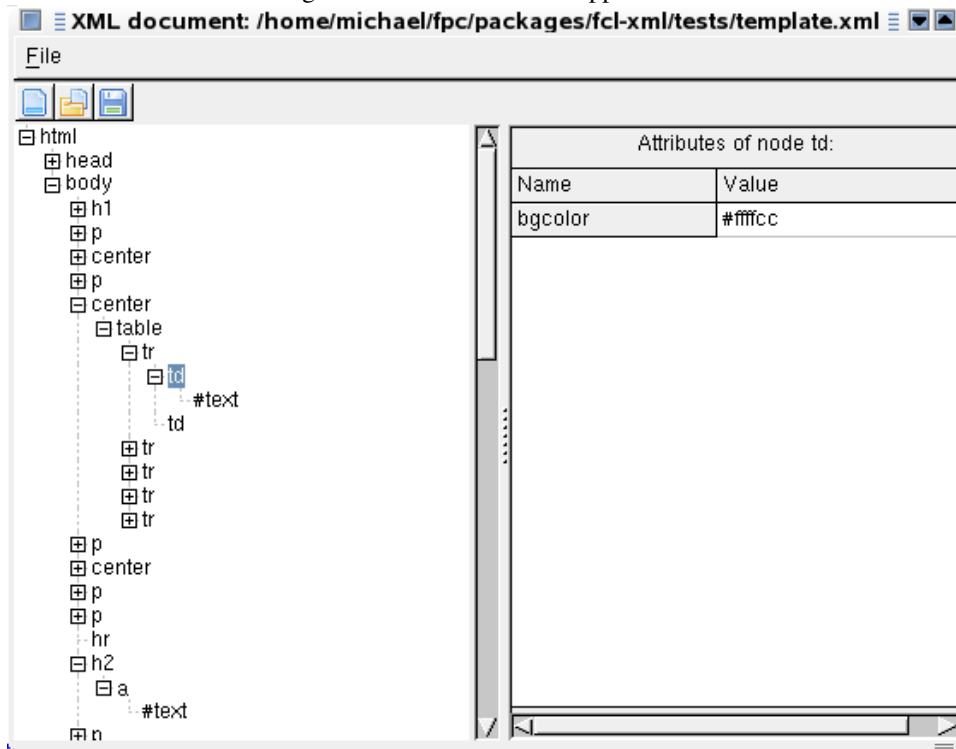 XML document: /home/michael/fpc/packages/fcl-xml/tests/template.xml
File
html
head
body
h1
p
center
p
center
table
tr
td
#text
td
tr
tr
tr
tr
p
center
p
p
hr
h2
a
#text
p
Attributes of node td:
Name Value
bgcolor #ffffcc